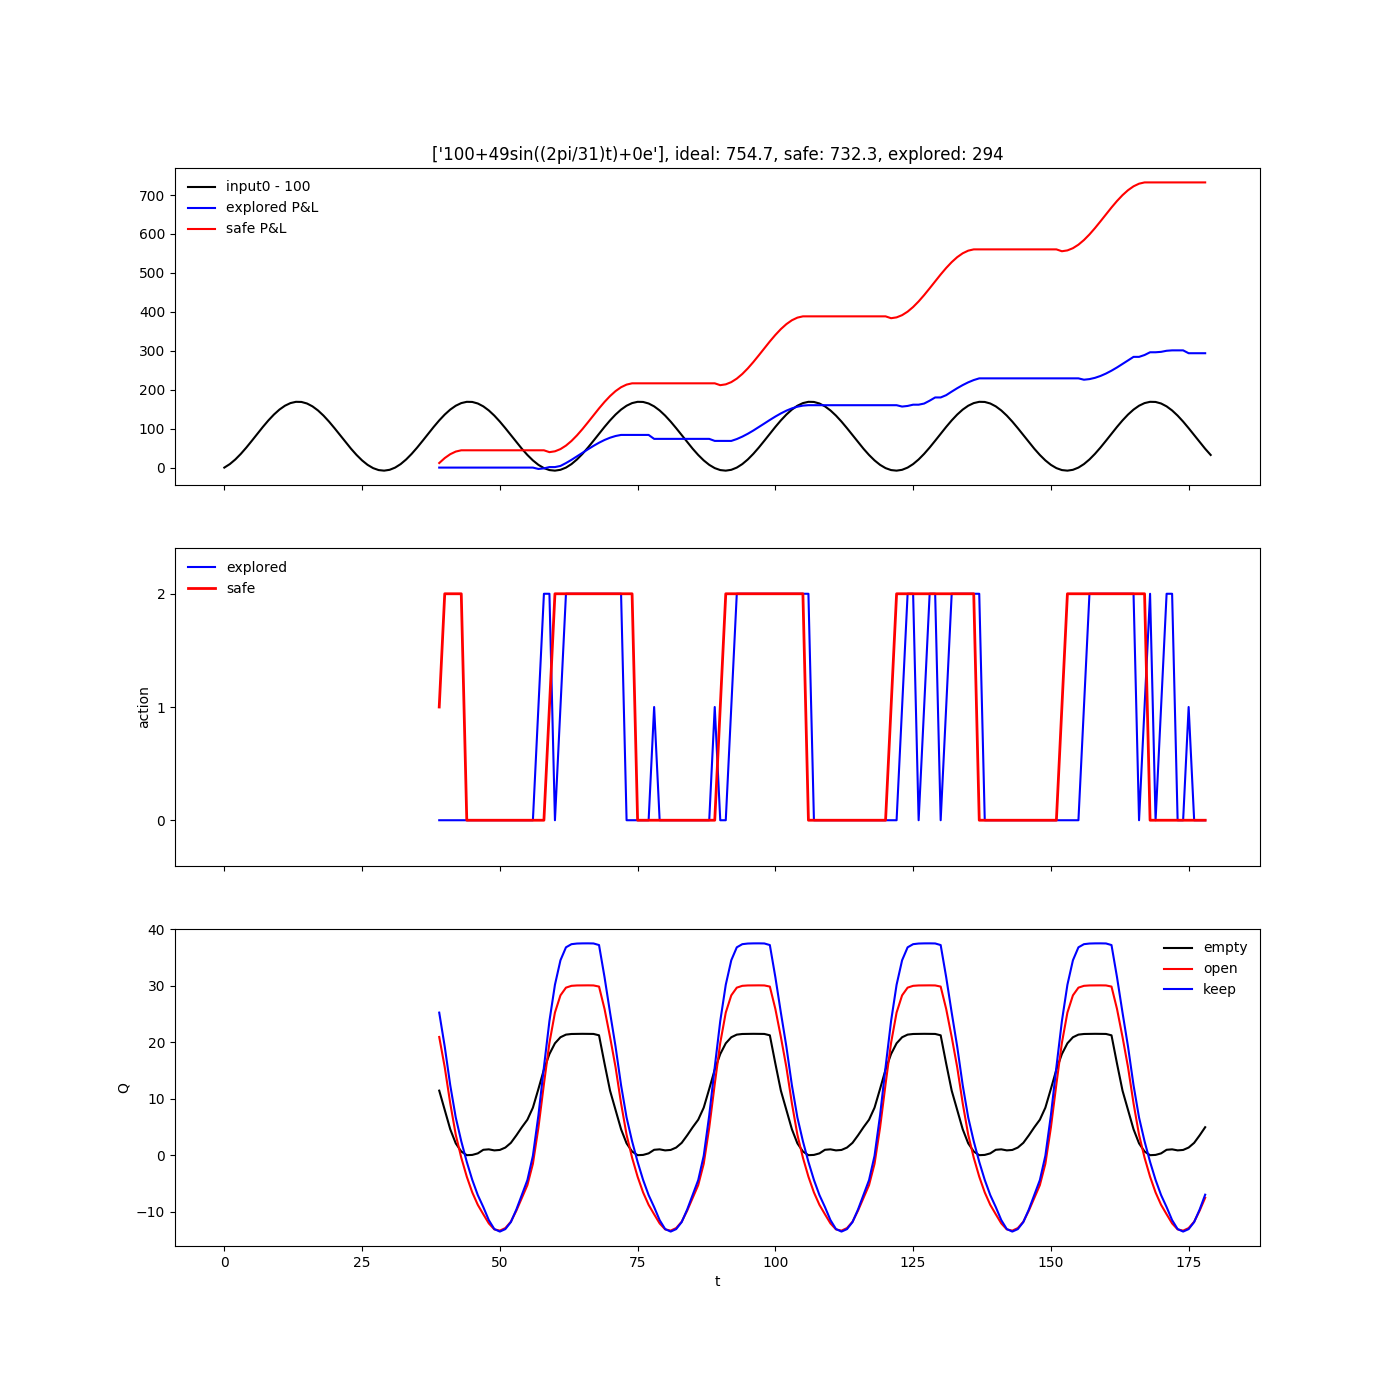 ['100+49sin((2pi/31)t)+0e'], ideal: 754.7, safe: 732.3, explored: 294
input0 - 100
explored P&L
safe P&L
700
600
500
400
300
200
100
0
explored
safe
2
1
0
action
empty
open
keep
40
30
20
10
0
−10
Q
0 25 50 75 100 125 150 175
t